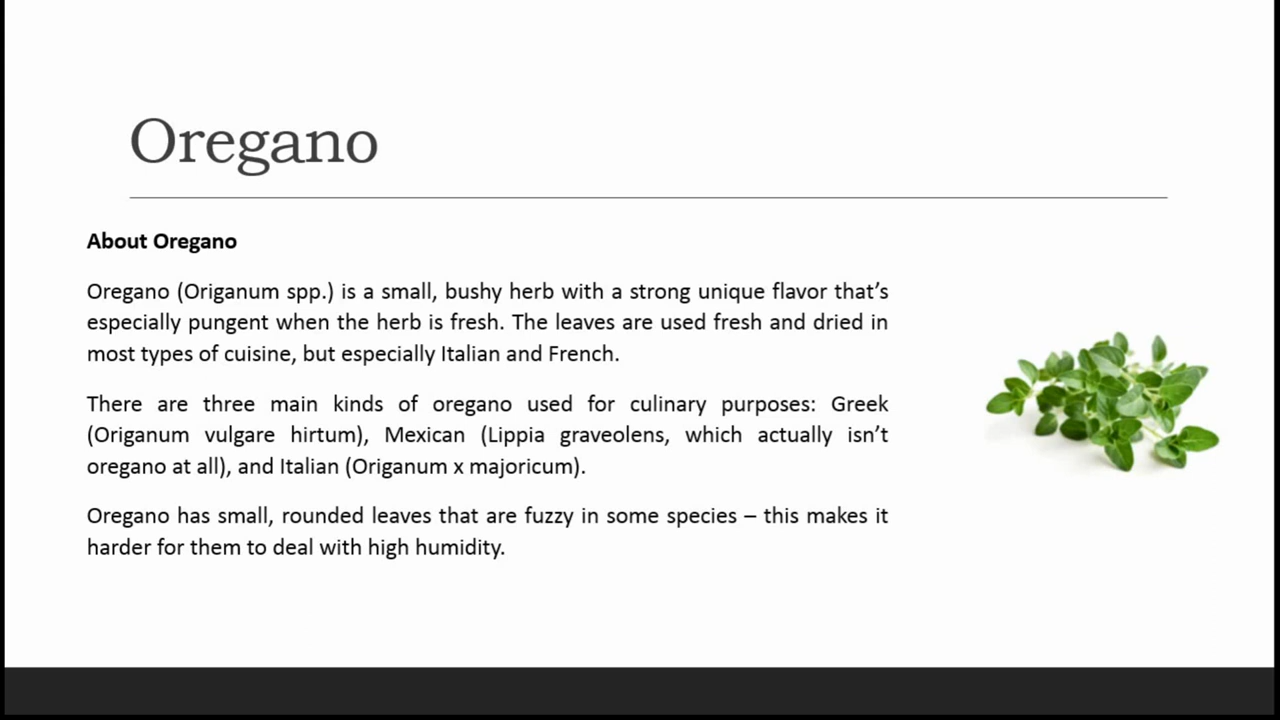 Oregano
About Oregano
Oregano (Origanum spp.) is a small, bushy herb with a strong unique flavor that’s
especially pungent when the herb is fresh. The leaves are used fresh and dried in
most types of cuisine, but especially Italian and French.
There are three main kinds of oregano used for culinary purposes: Greek
(Origanum vulgare hirtum), Mexican (Lippia graveolens, which actually isn’t
oregano at all), and Italian (Origanum x majoricum).
Oregano has small, rounded leaves that are fuzzy in some species – this makes it
harder for them to deal with high humidity.